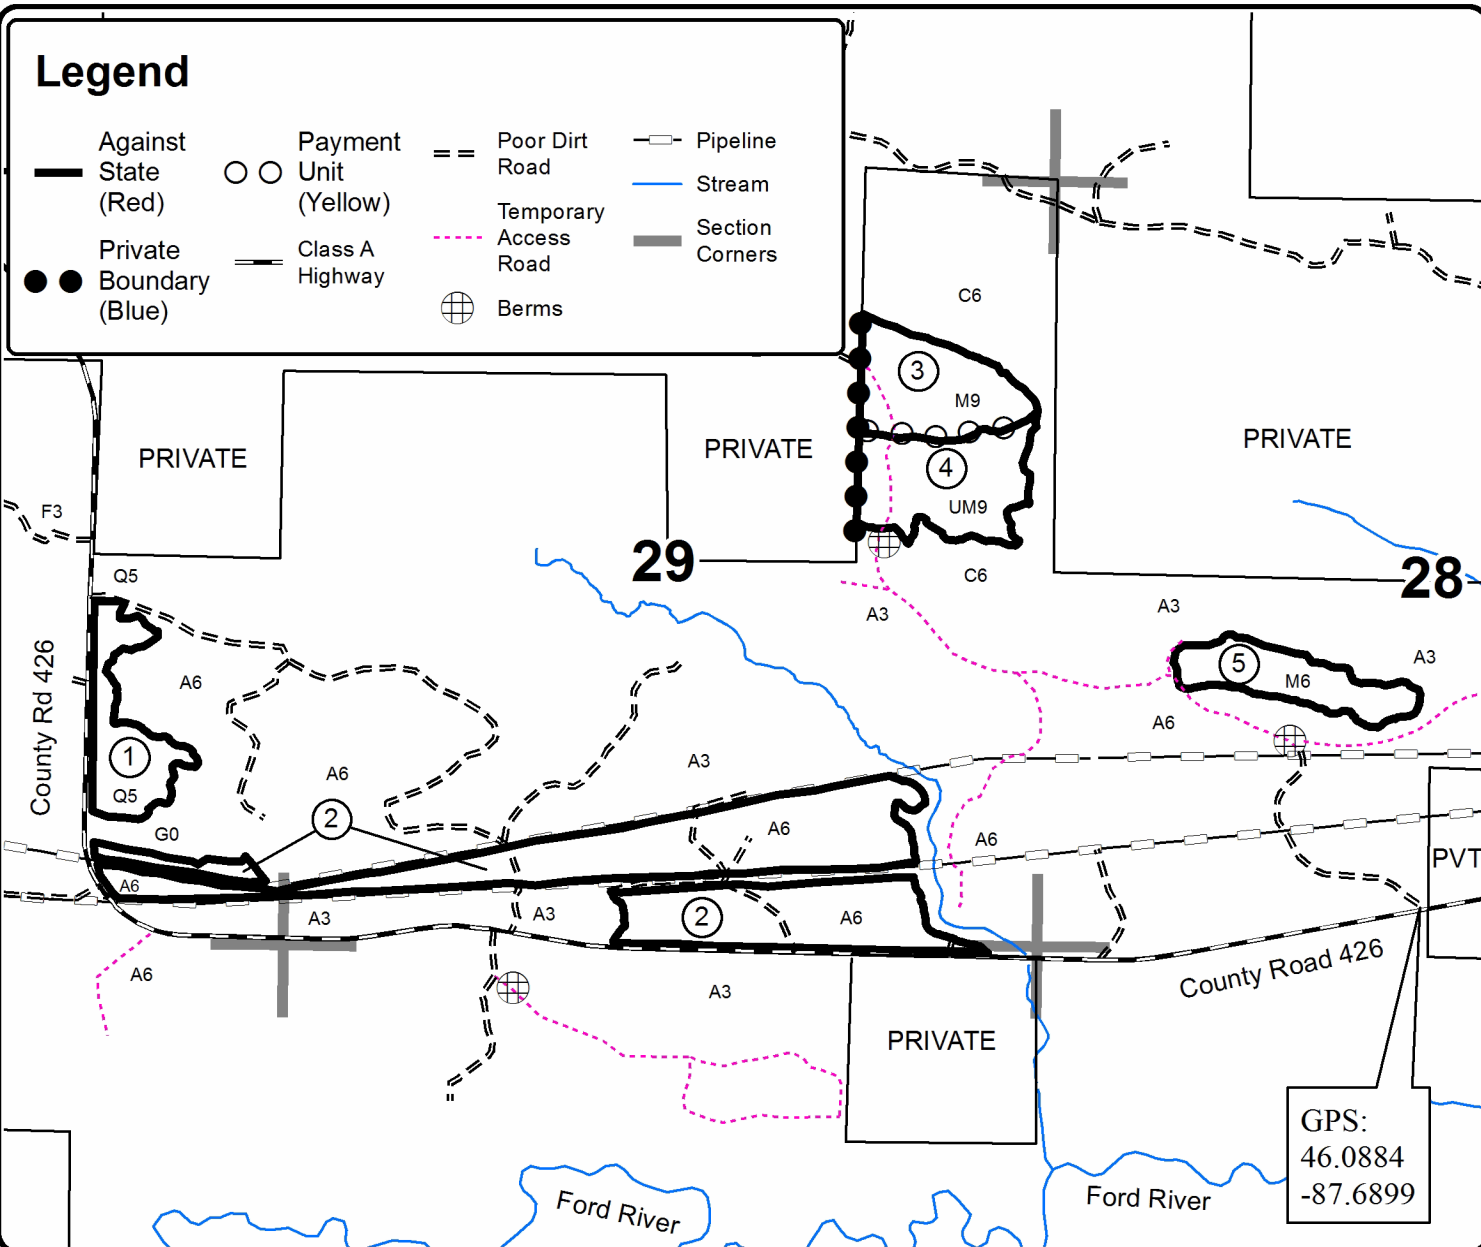 Legend
Against
State
(Red)
Payment
Unit
(Yellow)
Poor Dirt
Road
Pipeline
Stream
Temporary
Access
Road
Section
Corners
Private
Boundary
(Blue)
Class A
Highway
Berms
C6
3
M9
PRIVATE
PRIVATE
PRIVATE
4
UM9
F3
29
28
Q5
C6
A3
A3
5
M6
A3
A6
County Rd 426
A6
1
Q5
A6
A3
2
G0
A6
A6
PVT
A6
A3
A3
2
A6
County Road 426
A6
A3
PRIVATE
GPS:
46.0884
-87.6899
Ford River
Ford River